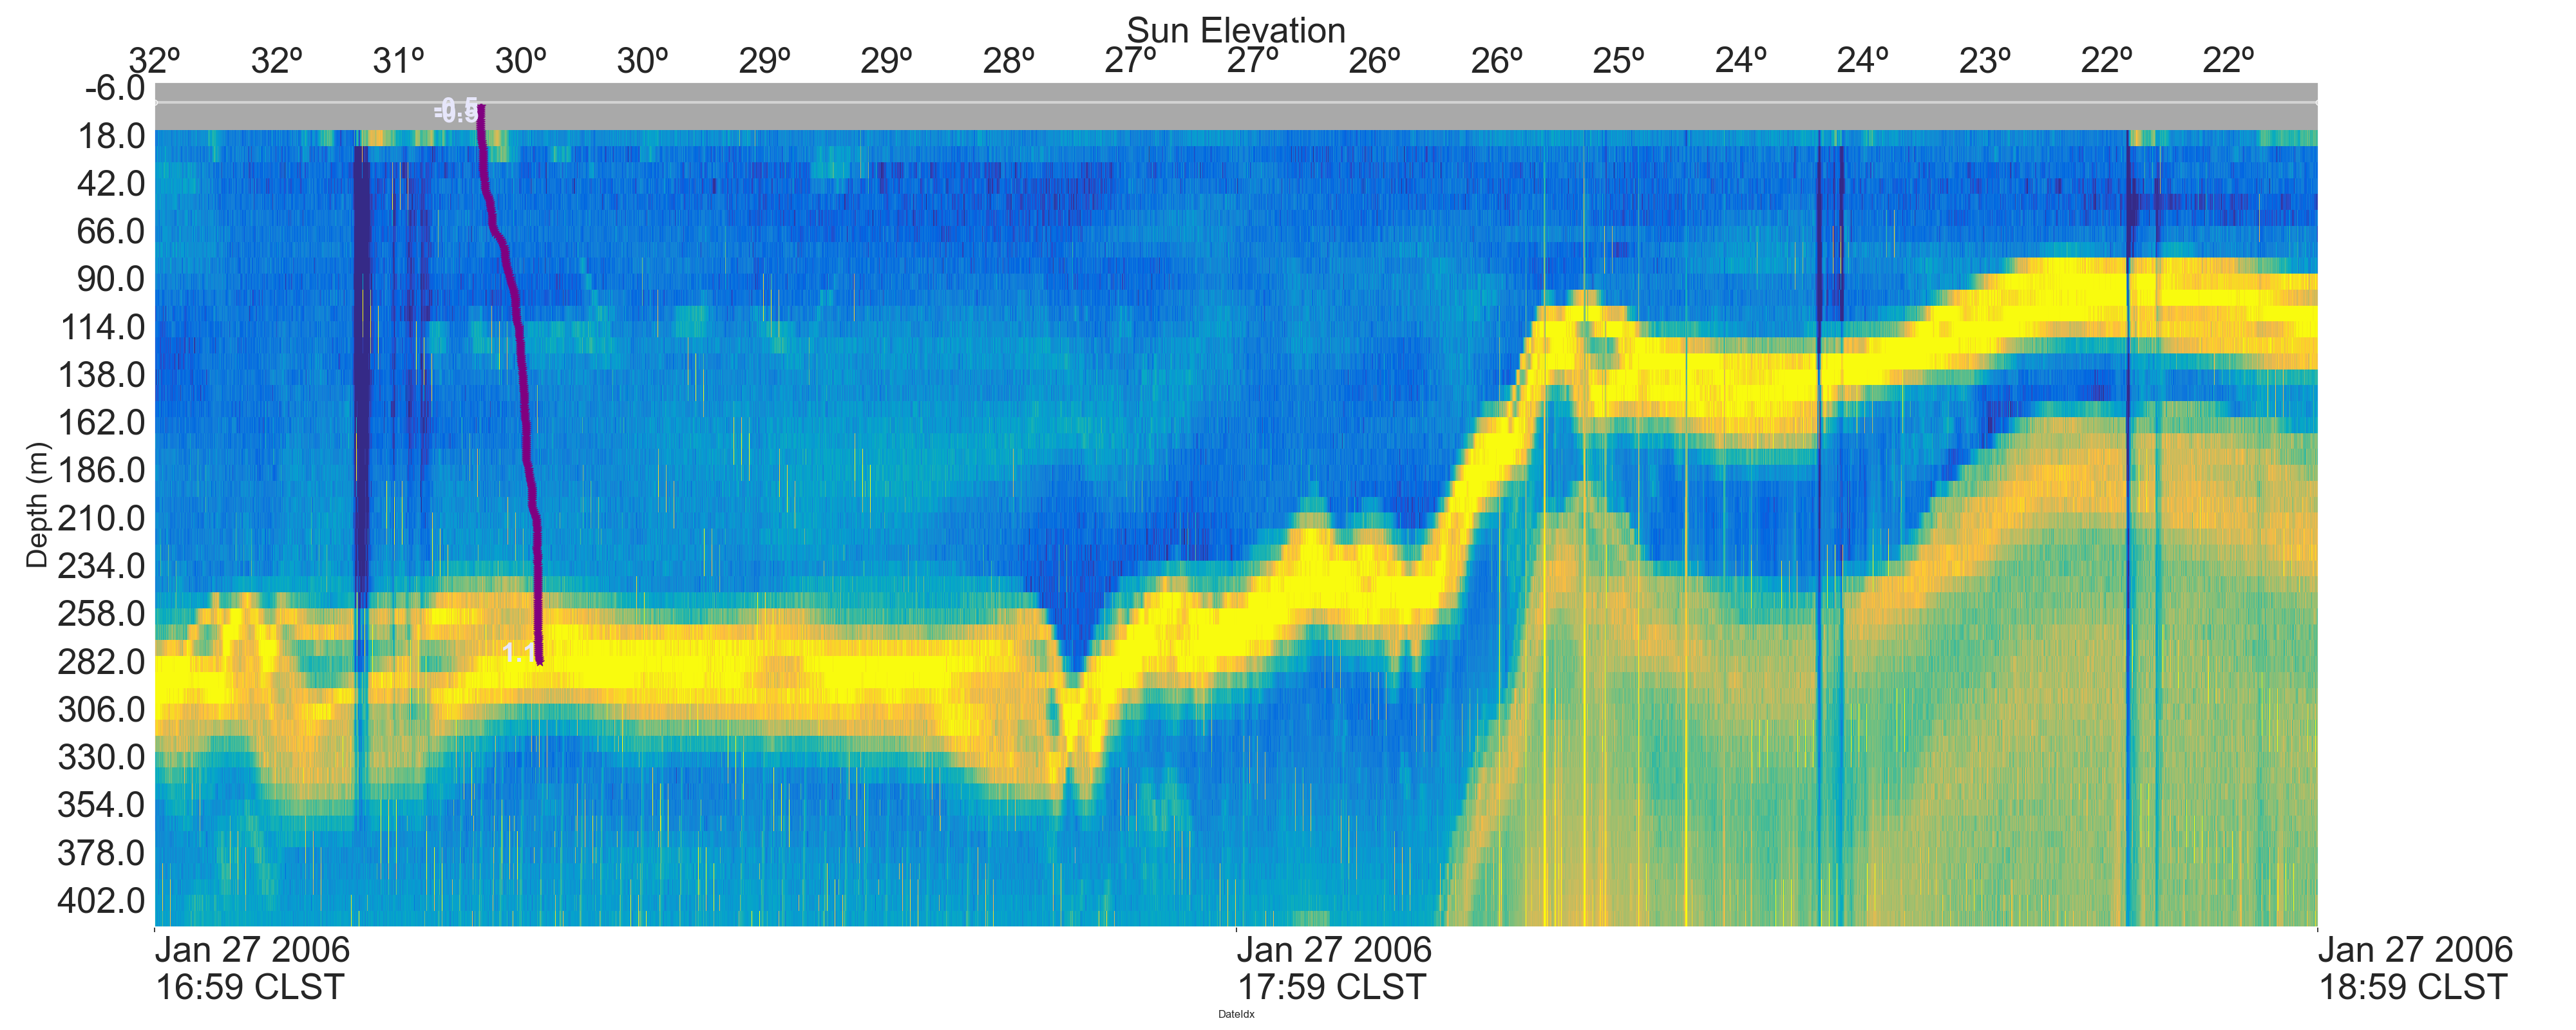 Sun Elevation
32º 32º 31º 30º 30º 29º 29º 28º 27º 27º 26º 26º 25º 24º 24º 23º 22º 22º
-6.0
-0.5
18.0
42.0
66.0
90.0
114.0
138.0
162.0
186.0
210.0
234.0
258.0
282.0
306.0
330.0
354.0
378.0
402.0
Depth (m)
1.1
Jan 27 2006
16:59 CLST
Jan 27 2006
17:59 CLST
Jan 27 2006
18:59 CLST
DateIdx